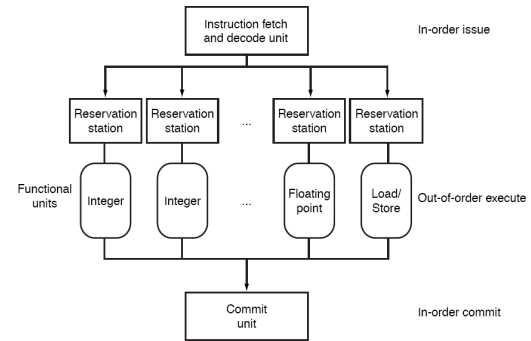 Instruction fetch
and decode unit
In-order issue
Reservation
station
Reservation
station
...
Reservation
station
Reservation
station
Functional
units
Integer
Integer
...
Floating
point
Load/
Store
Out-of-order execute
Commit
unit
In-order commit